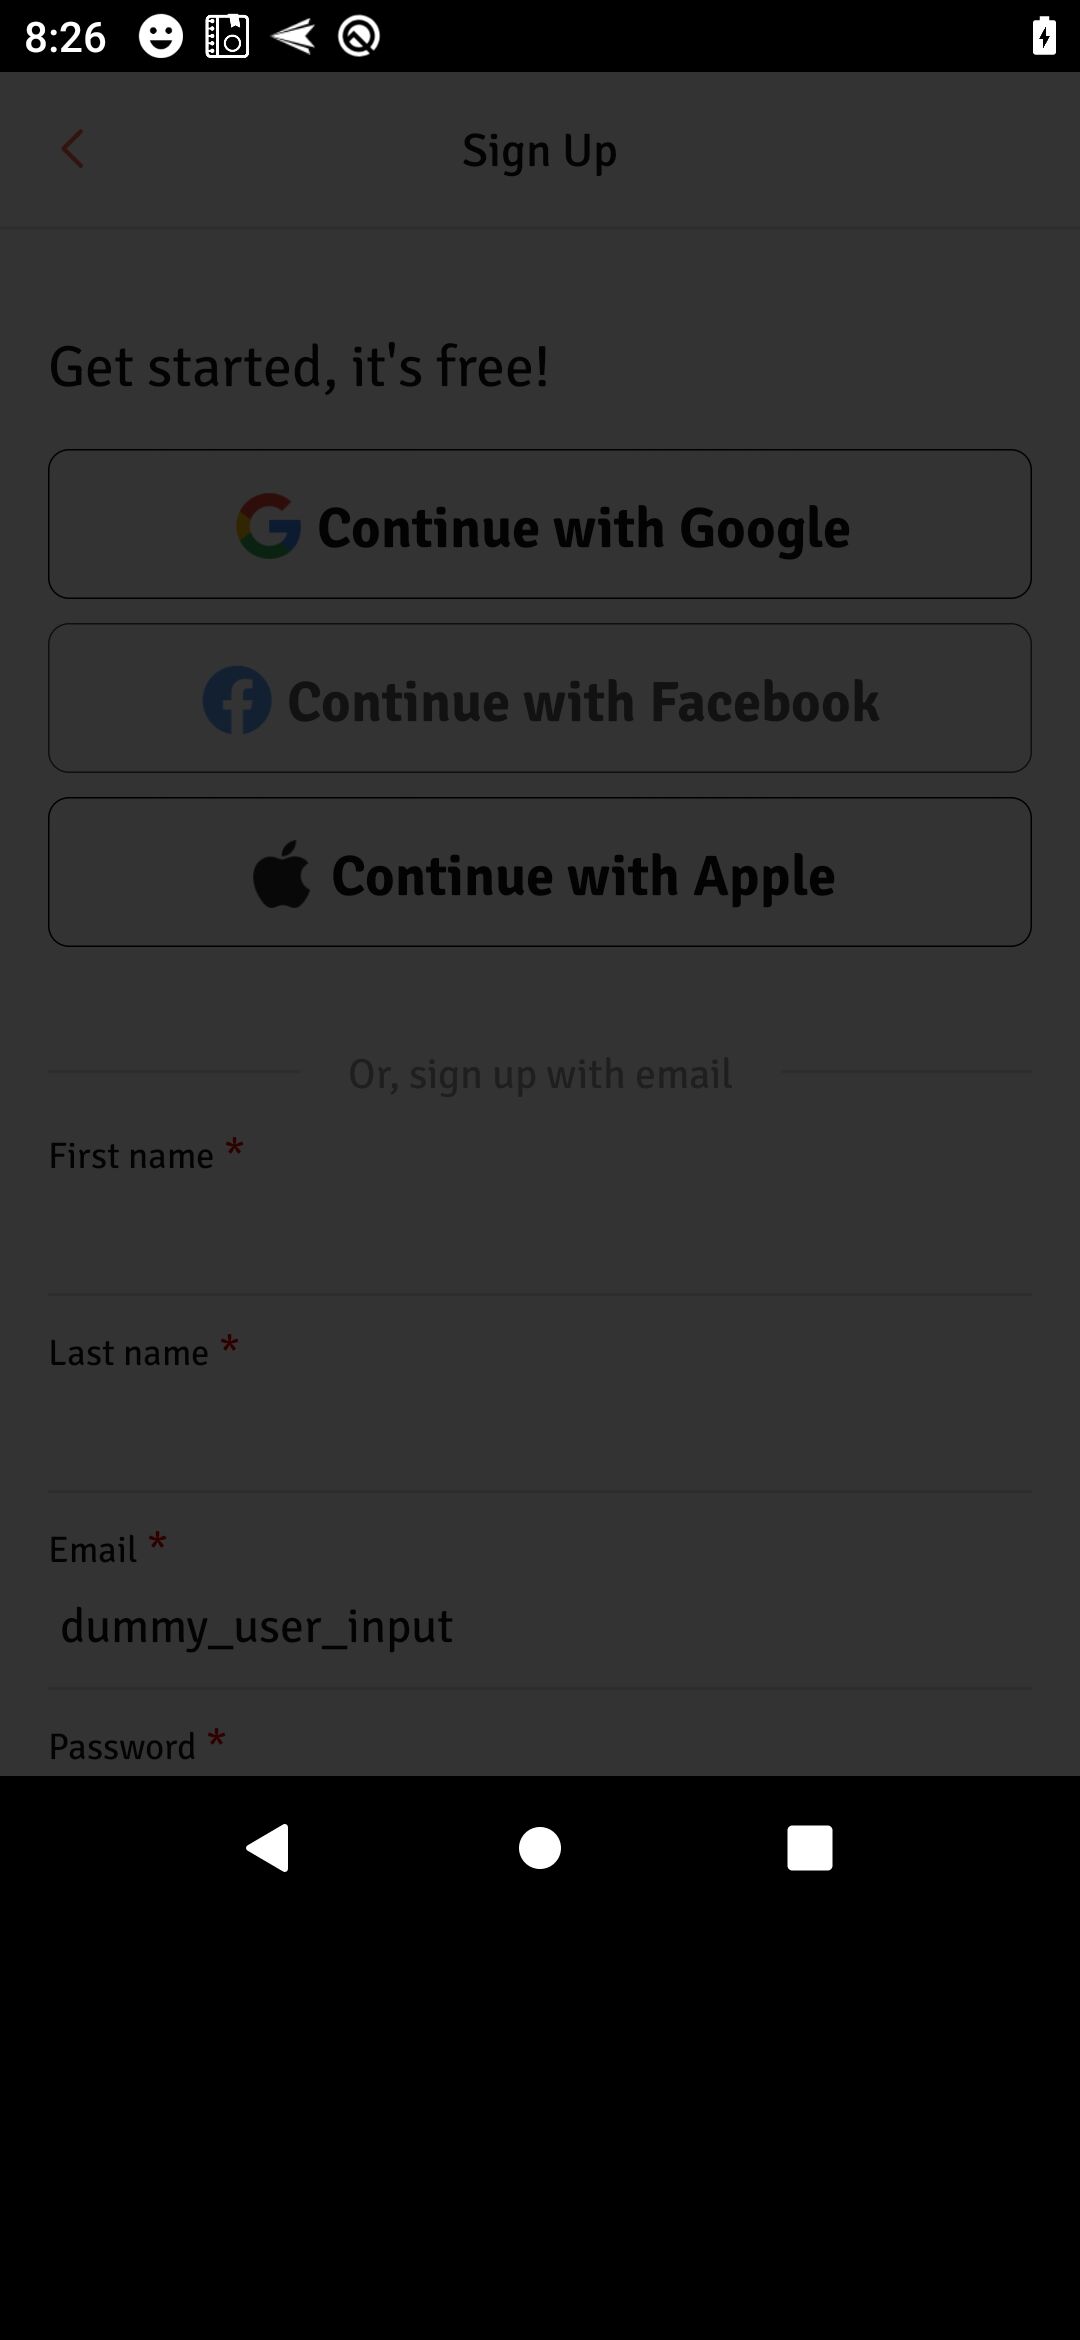 8:26
Sign Up
Get started, it's free!
Continue with Google
Continue with Facebook
Continue with Apple
Or, sign up with email
First name *
Last name *
Email *
dummy_user_input
Password *